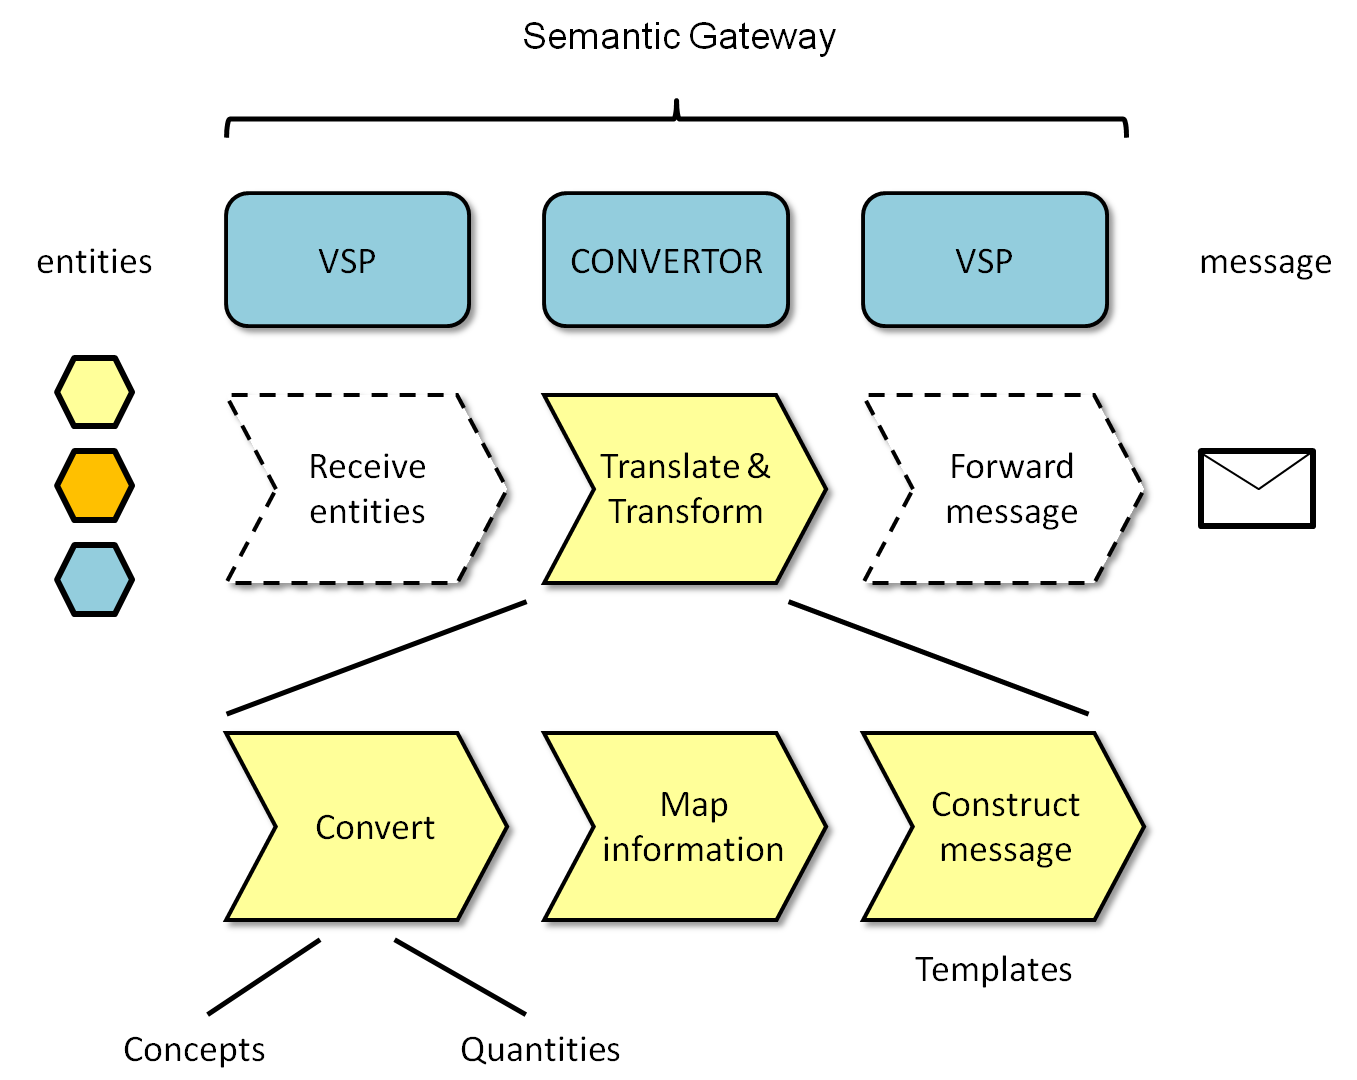 Semantic Gateway
entities
VSP
CONVERTOR
VSP
message
Receive
entities
Translate &
Transform
Forward
message
Convert
Map
information
Construct
message
Templates
Concepts
Quantities